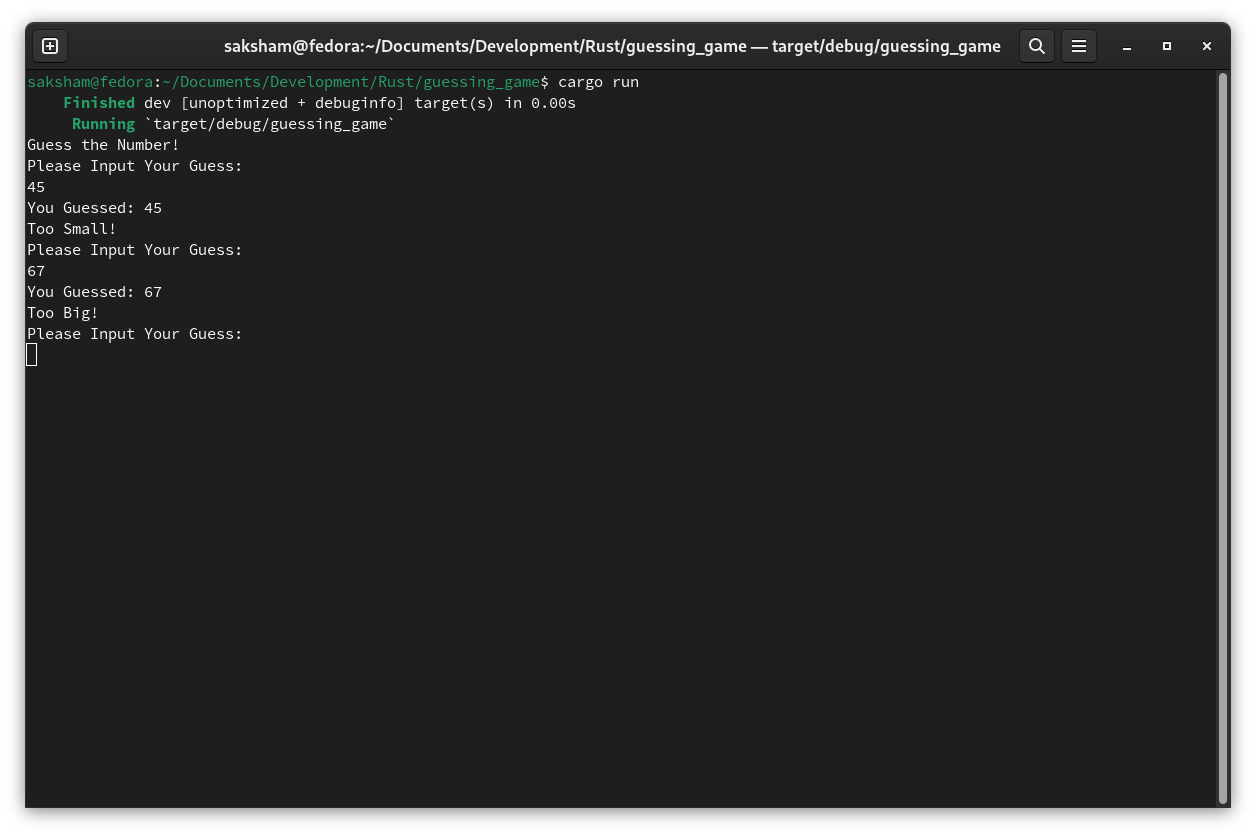 saksham@fedora:~/Documents/Development/Rust/guessing_game — target/debug/guessing_game
saksham@fedora:~/Documents/Development/Rust/guessing_game$ cargo run
    Finished dev [unoptimized + debuginfo] target(s) in 0.00s
     Running `target/debug/guessing_game`
Guess the Number!
Please Input Your Guess:
45
You Guessed: 45
Too Small!
Please Input Your Guess:
67
You Guessed: 67
Too Big!
Please Input Your Guess: